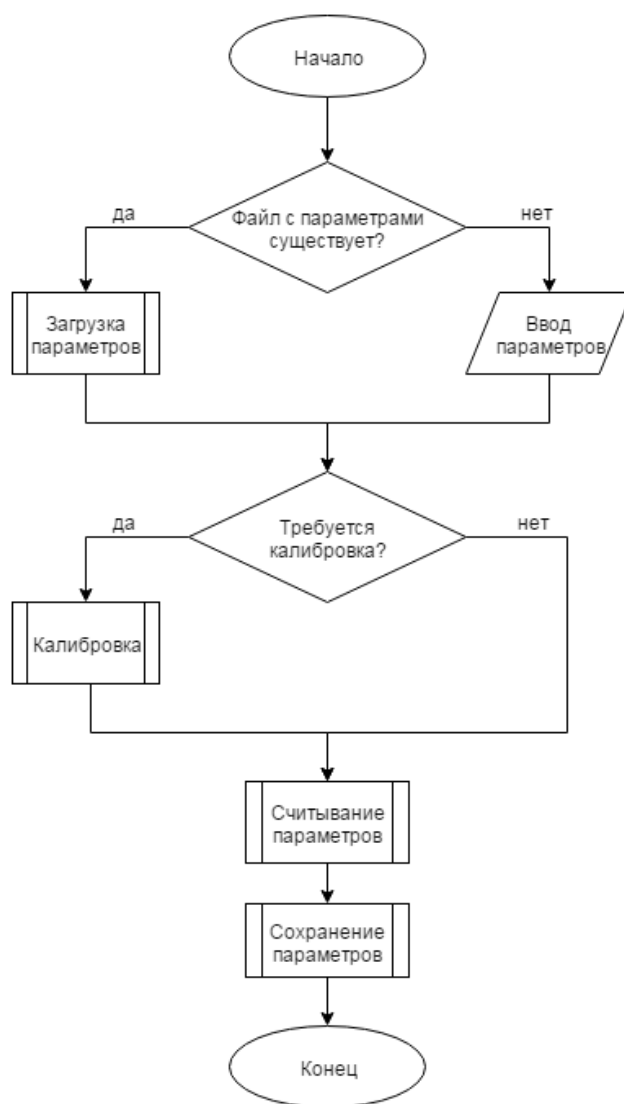 Начало
Файл с параметрами
существует?
да
нет
Загрузка
параметров
Ввод
параметров
Требуется
калибровка?
да
нет
Калибровка
Считывание
параметров
Сохранение
параметров
Конец